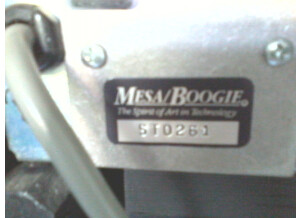 MESA/BOOGIE
The Spirit of Art in Technology
ST0261